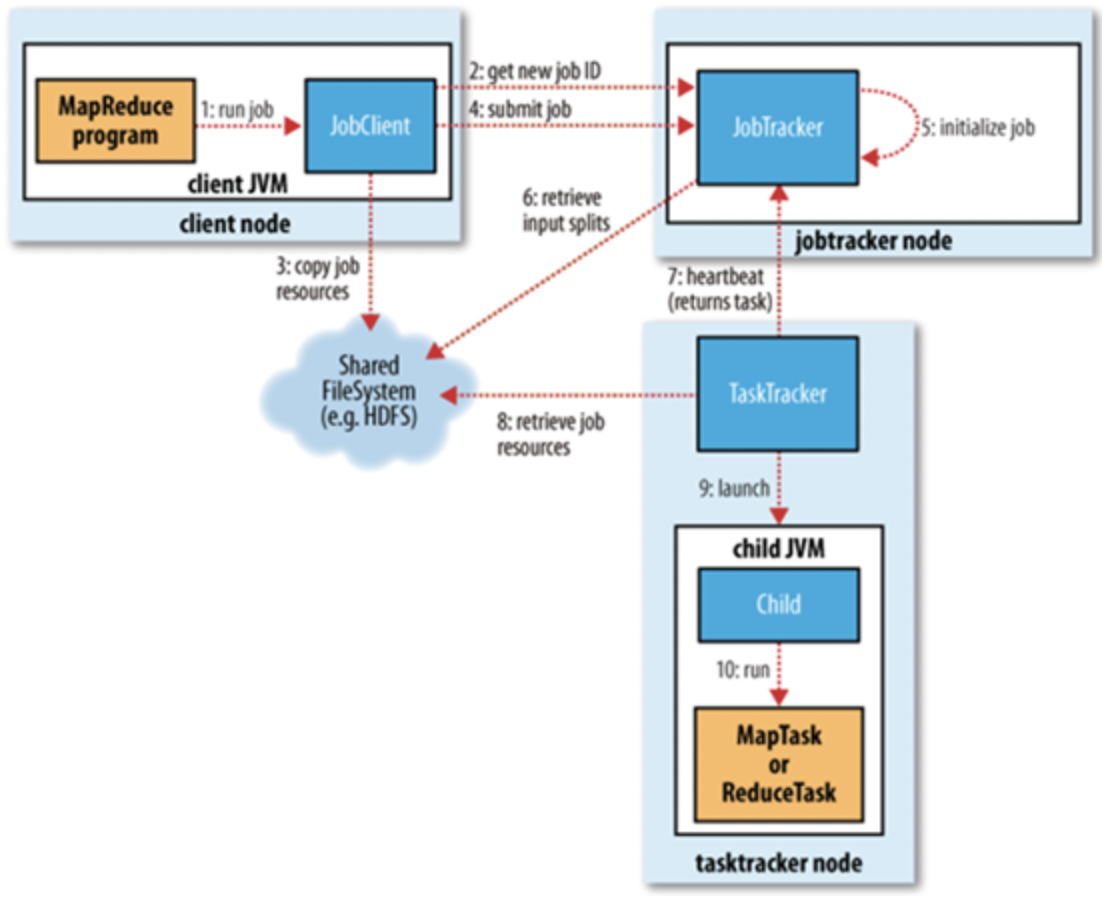 MapReduce
program
1: run job
JobClient
client JVM
client node
2: get new job ID
4: submit job
JobTracker
5: initialize job
jobtracker node
3: copy job
resources
6: retrieve
input splits
7: heartbeat
(returns task)
Shared
FileSystem
(e.g. HDFS)
8: retrieve job
resources
TaskTracker
9: launch
child JVM
Child
10: run
MapTask
or
ReduceTask
tasktracker node